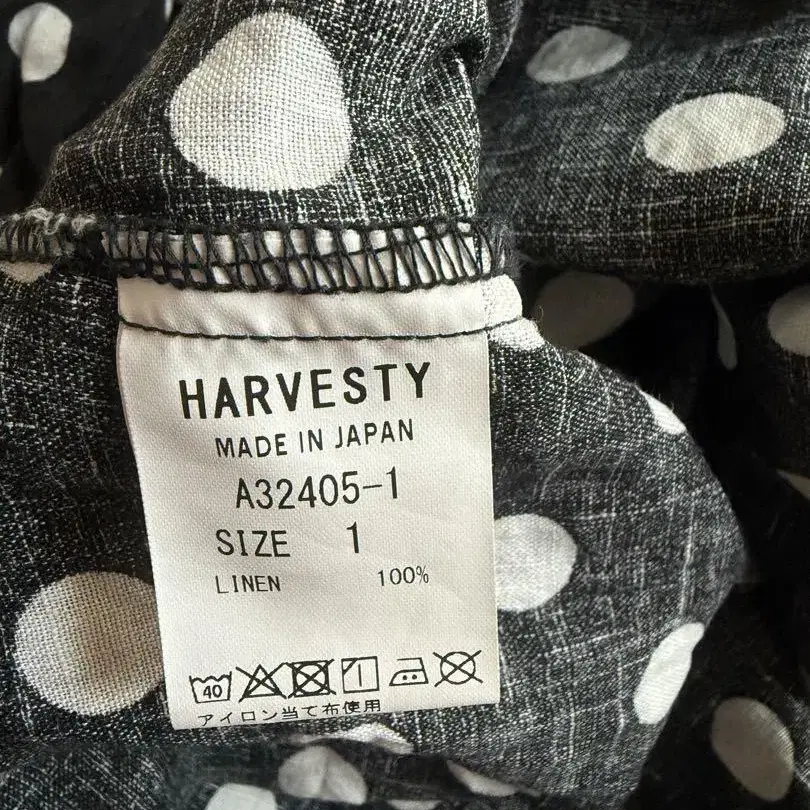 HARVESTY
MADE IN JAPAN
A32405-1
SIZE 1
LINEN 100%
40
アイロン当て布使用